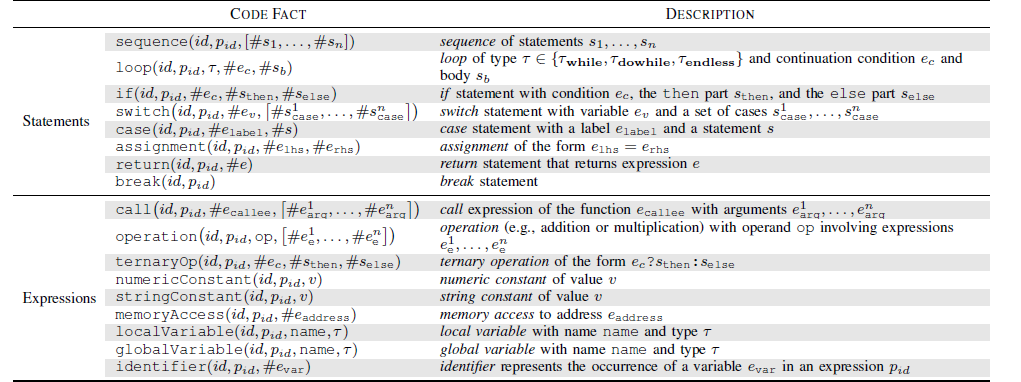 CODE FACT DESCRIPTION
sequence(id, p_id, [#s_1, ..., #s_n]) sequence of statements s_1, ..., s_n
loop(id, p_id, τ, #e_c, #s_b) loop of type τ ∈ {τ_while, τ_dowhile, τ_endless} and continuation condition e_c and
body s_b
if(id, p_id, #e_c, #s_then, #s_else) if statement with condition e_c, the then part s_then, and the else part s_else
Statements switch(id, p_id, #e_v, [#s^1_case, ..., #s^n_case]) switch statement with variable e_v and a set of cases s^1_case, ..., s^n_case
case(id, p_id, #e_label, #s) case statement with a label e_label and a statement s
assignment(id, p_id, #e_lhs, #e_rhs) assignment of the form e_lhs = e_rhs
return(id, p_id, #e) return statement that returns expression e
break(id, p_id) break statement
call(id, p_id, #e_callee, [#e^1_arg, ..., #e^n_arg]) call expression of the function e_callee with arguments e^1_arg, ..., e^n_arg
operation(id, p_id, op, [#e^1_e, ..., #e^n_e]) operation (e.g., addition or multiplication) with operand op involving expressions
e^1_e, ..., e^n_e
ternaryOp(id, p_id, #e_c, #s_then, #s_else) ternary operation of the form e_c?s_then:s_else
numericConstant(id, p_id, v) numeric constant of value v
Expressions stringConstant(id, p_id, v) string constant of value v
memoryAccess(id, p_id, #e_address) memory access to address e_address
localVariable(id, p_id, name, τ) local variable with name name and type τ
globalVariable(id, p_id, name, τ) global variable with name name and type τ
identifier(id, p_id, #e_var) identifier represents the occurrence of a variable e_var in an expression p_id